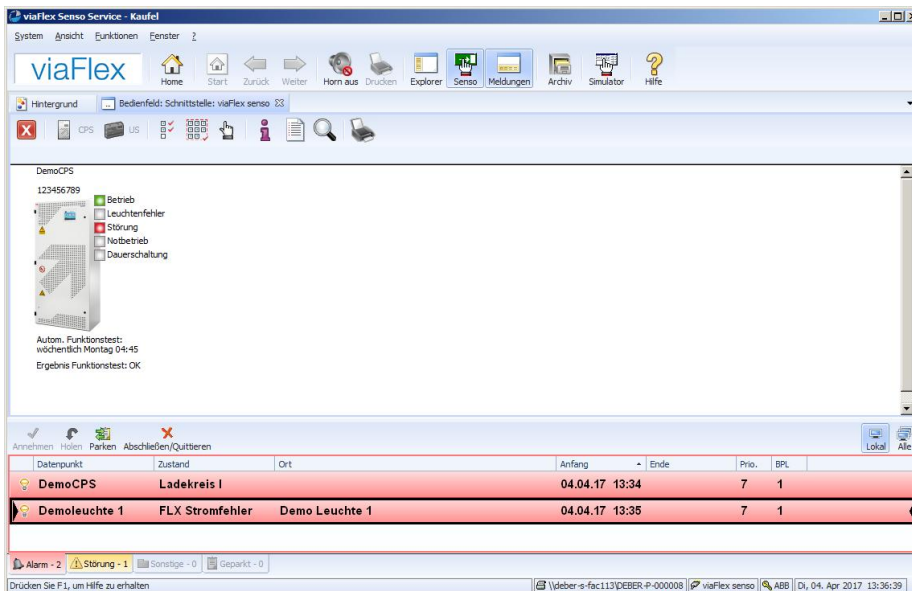 viaFlex Senso Service - Kaufel
System Ansicht Funktionen Fenster ?
viaFlex Home Start Zurück Weiter Horn aus Drucken Explorer Senso Meldungen Archiv Simulator Hilfe
Hintergrund Bedienfeld: Schnittstelle: viaFlex senso
CPS US
DemoCPS
123456789
Betrieb
Leuchtenfehler
Störung
Notbetrieb
Dauerschaltung
Autom. Funktionstest:
wöchentlich Montag 04:45
Ergebnis Funktionstest: OK
Annehmen Holen Parken Abschließen/Quittieren Lokal Alle
Datenpunkt Zustand Ort Anfang Ende Prio. BPL
DemoCPS Ladekreis I 04.04.17 13:34 7 1
Demoleuchte 1 FLX Stromfehler Demo Leuchte 1 04.04.17 13:35 7 1
Alarm - 2 Störung - 1 Sonstige - 0 Geparkt - 0
Drücken Sie F1, um Hilfe zu erhalten \\deber-s-fac113\DEBER-P-000008 viaFlex senso ABB Di, 04. Apr 2017 13:36:39